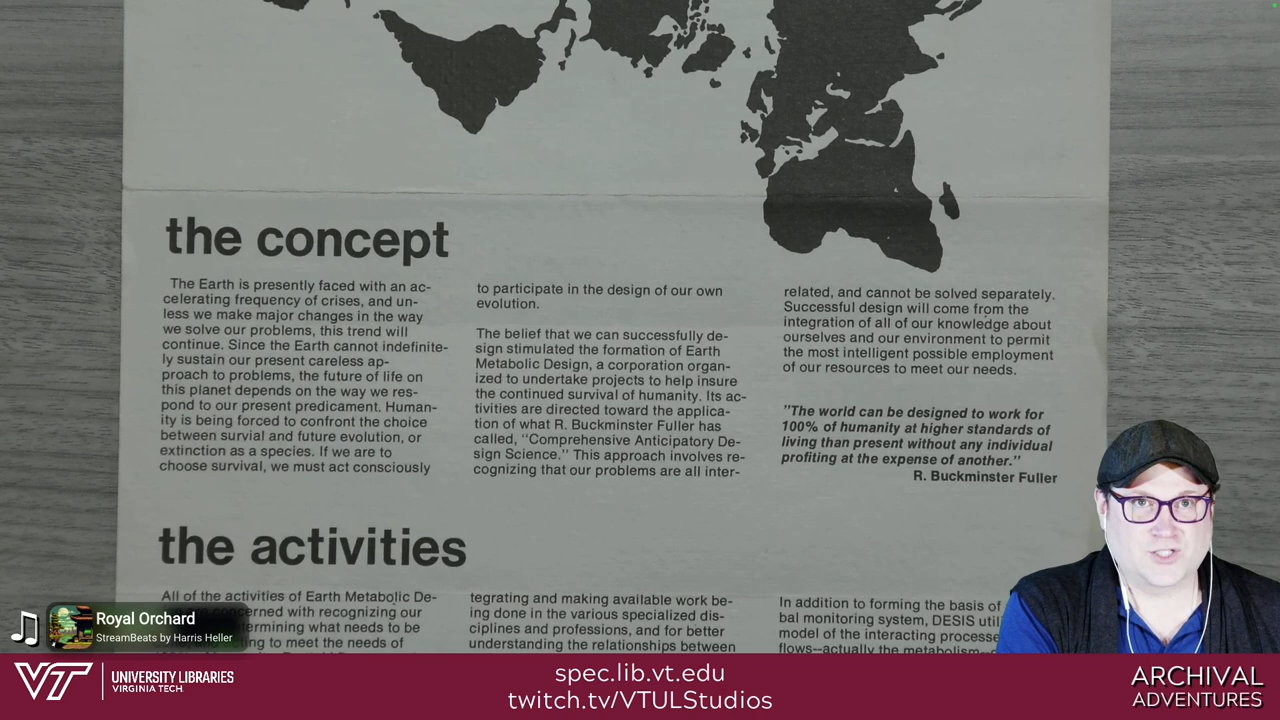 the concept
The Earth is presently faced with an ac-
celerating frequency of crises, and un-
less we make major changes in the way
we solve our problems, this trend will
continue. Since the Earth cannot indefinite-
ly sustain our present careless ap-
proach to problems, the future of life on
this planet depends on the way we res-
pond to our present predicament. Human-
ity is being forced to confront the choice
between survial and future evolution, or
extinction as a species. If we are to
choose survival, we must act consciously
to participate in the design of our own
evolution.
The belief that we can successfully de-
sign stimulated the formation of Earth
Metabolic Design, a corporation organ-
ized to undertake projects to help insure
the continued survival of humanity. Its ac-
tivities are directed toward the applica-
tion of what R. Buckminster Fuller has
called, "Comprehensive Anticipatory De-
sign Science." This approach involves re-
cognizing that our problems are all inter-
related, and cannot be solved separately.
Successful design will come from the
integration of all of our knowledge about
ourselves and our environment to permit
the most intelligent possible employment
of our resources to meet our needs.
"The world can be designed to work for
100% of humanity at higher standards of
living than present without any individual
profiting at the expense of another."
R. Buckminster Fuller
the activities
All of the activities of Earth Metabolic De-
concerned with recognizing our
termining what needs to be
to meet the needs of
tegrating and making available work be-
ing done in the various specialized dis-
ciplines and professions, and for better
understanding the relationships between
In addition to forming the basis of
bal monitoring system, DESIS util
model of the interacting processe
flows--actually the metabolism--
Royal Orchard
StreamBeats by Harris Heller
VT
UNIVERSITY LIBRARIES
VIRGINIA TECH
spec.lib.vt.edu
twitch.tv/VTULStudios
ARCHIVAL
ADVENTURES